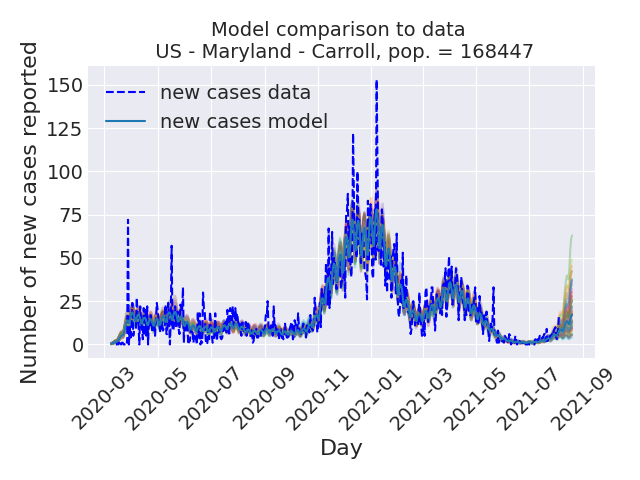 Model comparison to data
US - Maryland - Carroll, pop. = 168447
Number of new cases reported
150
125
100
75
50
25
0
new cases data
new cases model
2020-03
2020-05
2020-07
2020-09
2020-11
2021-01
2021-03
2021-05
2021-07
2021-09
Day